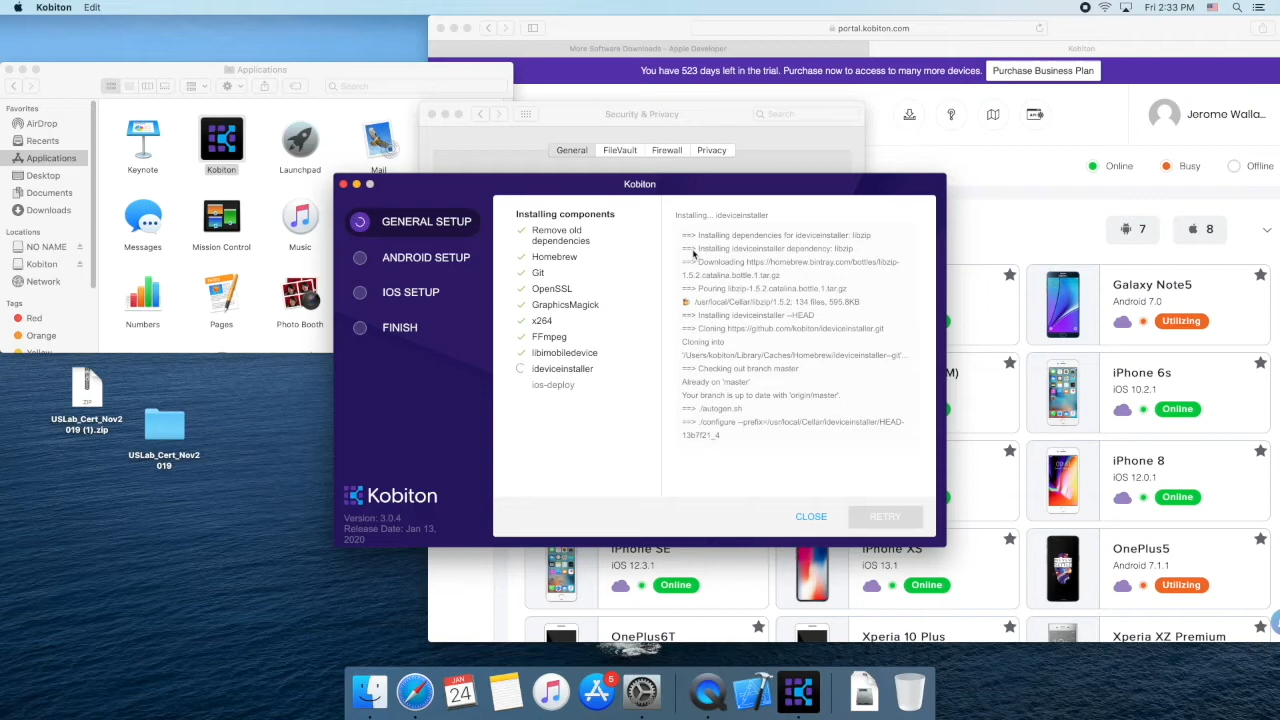 Kobiton Edit
Fri 2:33 PM
portal.kobiton.com
More Software Downloads - Apple Developer
Kobiton
You have 523 days left in the trial. Purchase now to access to many more devices.
Purchase Business Plan
Jerome Walla...
Online
Busy
Offline
7
8
Applications
Search
Favorites
AirDrop
Recents
Applications
Desktop
Documents
Downloads
Locations
NO NAME
Kobiton
Network
Tags
Red
Orange
Yellow
Keynote
Kobiton
Launchpad
Mail
Messages
Mission Control
Music
Numbers
Pages
Photo Booth
Security & Privacy
Search
General
FileVault
Firewall
Privacy
Kobiton
GENERAL SETUP
ANDROID SETUP
IOS SETUP
FINISH
Kobiton
Version: 3.0.4
Release Date: Jan 13,
2020
Installing components
Remove old
dependencies
Homebrew
Git
OpenSSL
GraphicsMagick
x264
FFmpeg
libimobiledevice
ideviceinstaller
ios-deploy
Installing... ideviceinstaller
==> Installing dependencies for ideviceinstaller: libzip
==> Installing ideviceinstaller dependency: libzip
==> Downloading https://homebrew.bintray.com/bottles/libzip-
1.5.2.catalina.bottle.1.tar.gz
==> Pouring libzip-1.5.2.catalina.bottle.1.tar.gz
/usr/local/Cellar/libzip/1.5.2: 134 files, 595.8KB
==> Installing ideviceinstaller --HEAD
==> Cloning https://github.com/kobiton/ideviceinstaller.git
Cloning into
'/Users/kobiton/Library/Caches/Homebrew/ideviceinstaller--git'...
==> Checking out branch master
Already on 'master'
Your branch is up to date with 'origin/master'.
==> ./autogen.sh
==> ./configure --prefix=/usr/local/Cellar/ideviceinstaller/HEAD-
13b7f21_4
CLOSE
RETRY
Galaxy Note5
Android 7.0
Utilizing
M)
iPhone 6s
iOS 10.2.1
Online
iPhone 8
iOS 12.1
Online
iPhone SE
iOS 12.3.1
Online
iPhone XS
iOS 13.1
Online
OnePlus5
Android 7.1.1
Utilizing
OnePlus6T
Xperia 10 Plus
Xperia XZ Premium
ZIP
USLab_Cert_Nov2
019 (1).zip
USLab_Cert_Nov2
019
JAN
24
5